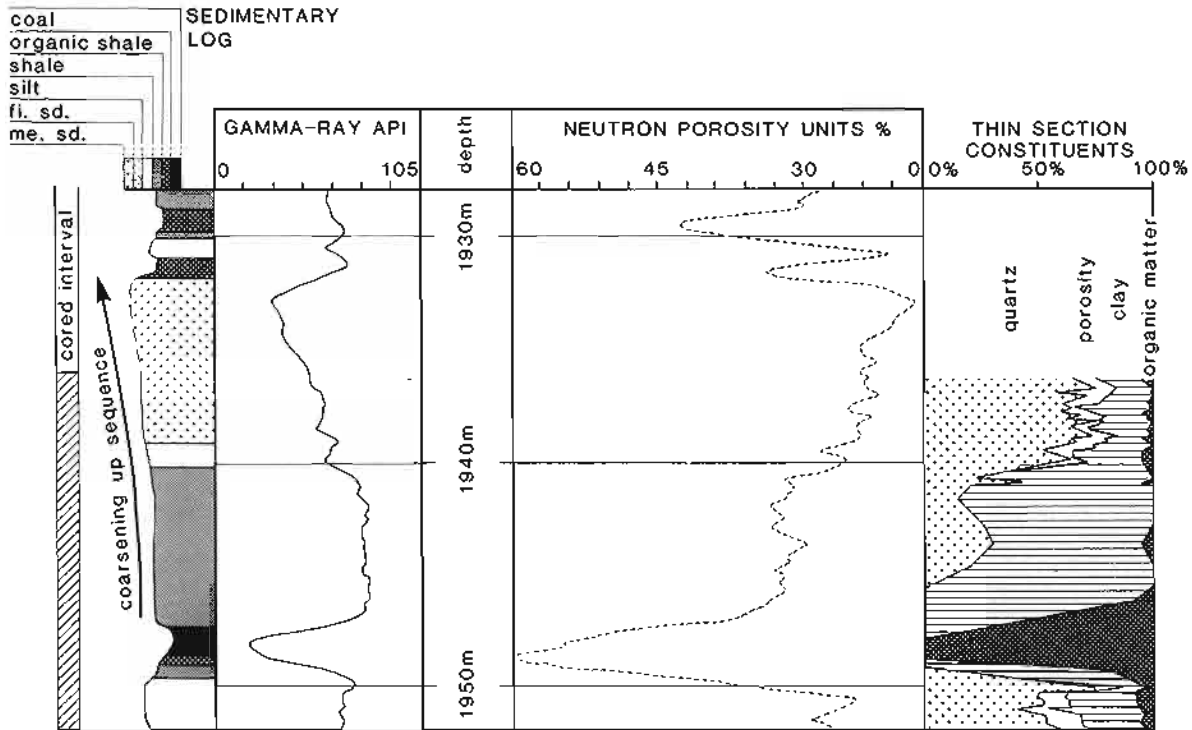 coal
organic shale
shale
silt
fi. sd.
me. sd.
SEDIMENTARY
LOG
GAMMA-RAY API
0
105
depth
NEUTRON POROSITY UNITS %
60
45
30
0
THIN SECTION
CONSTITUENTS
0%
50%
100%
cored interval
coarsening up sequence
1930m
1940m
1950m
quartz
porosity
clay
organic matter